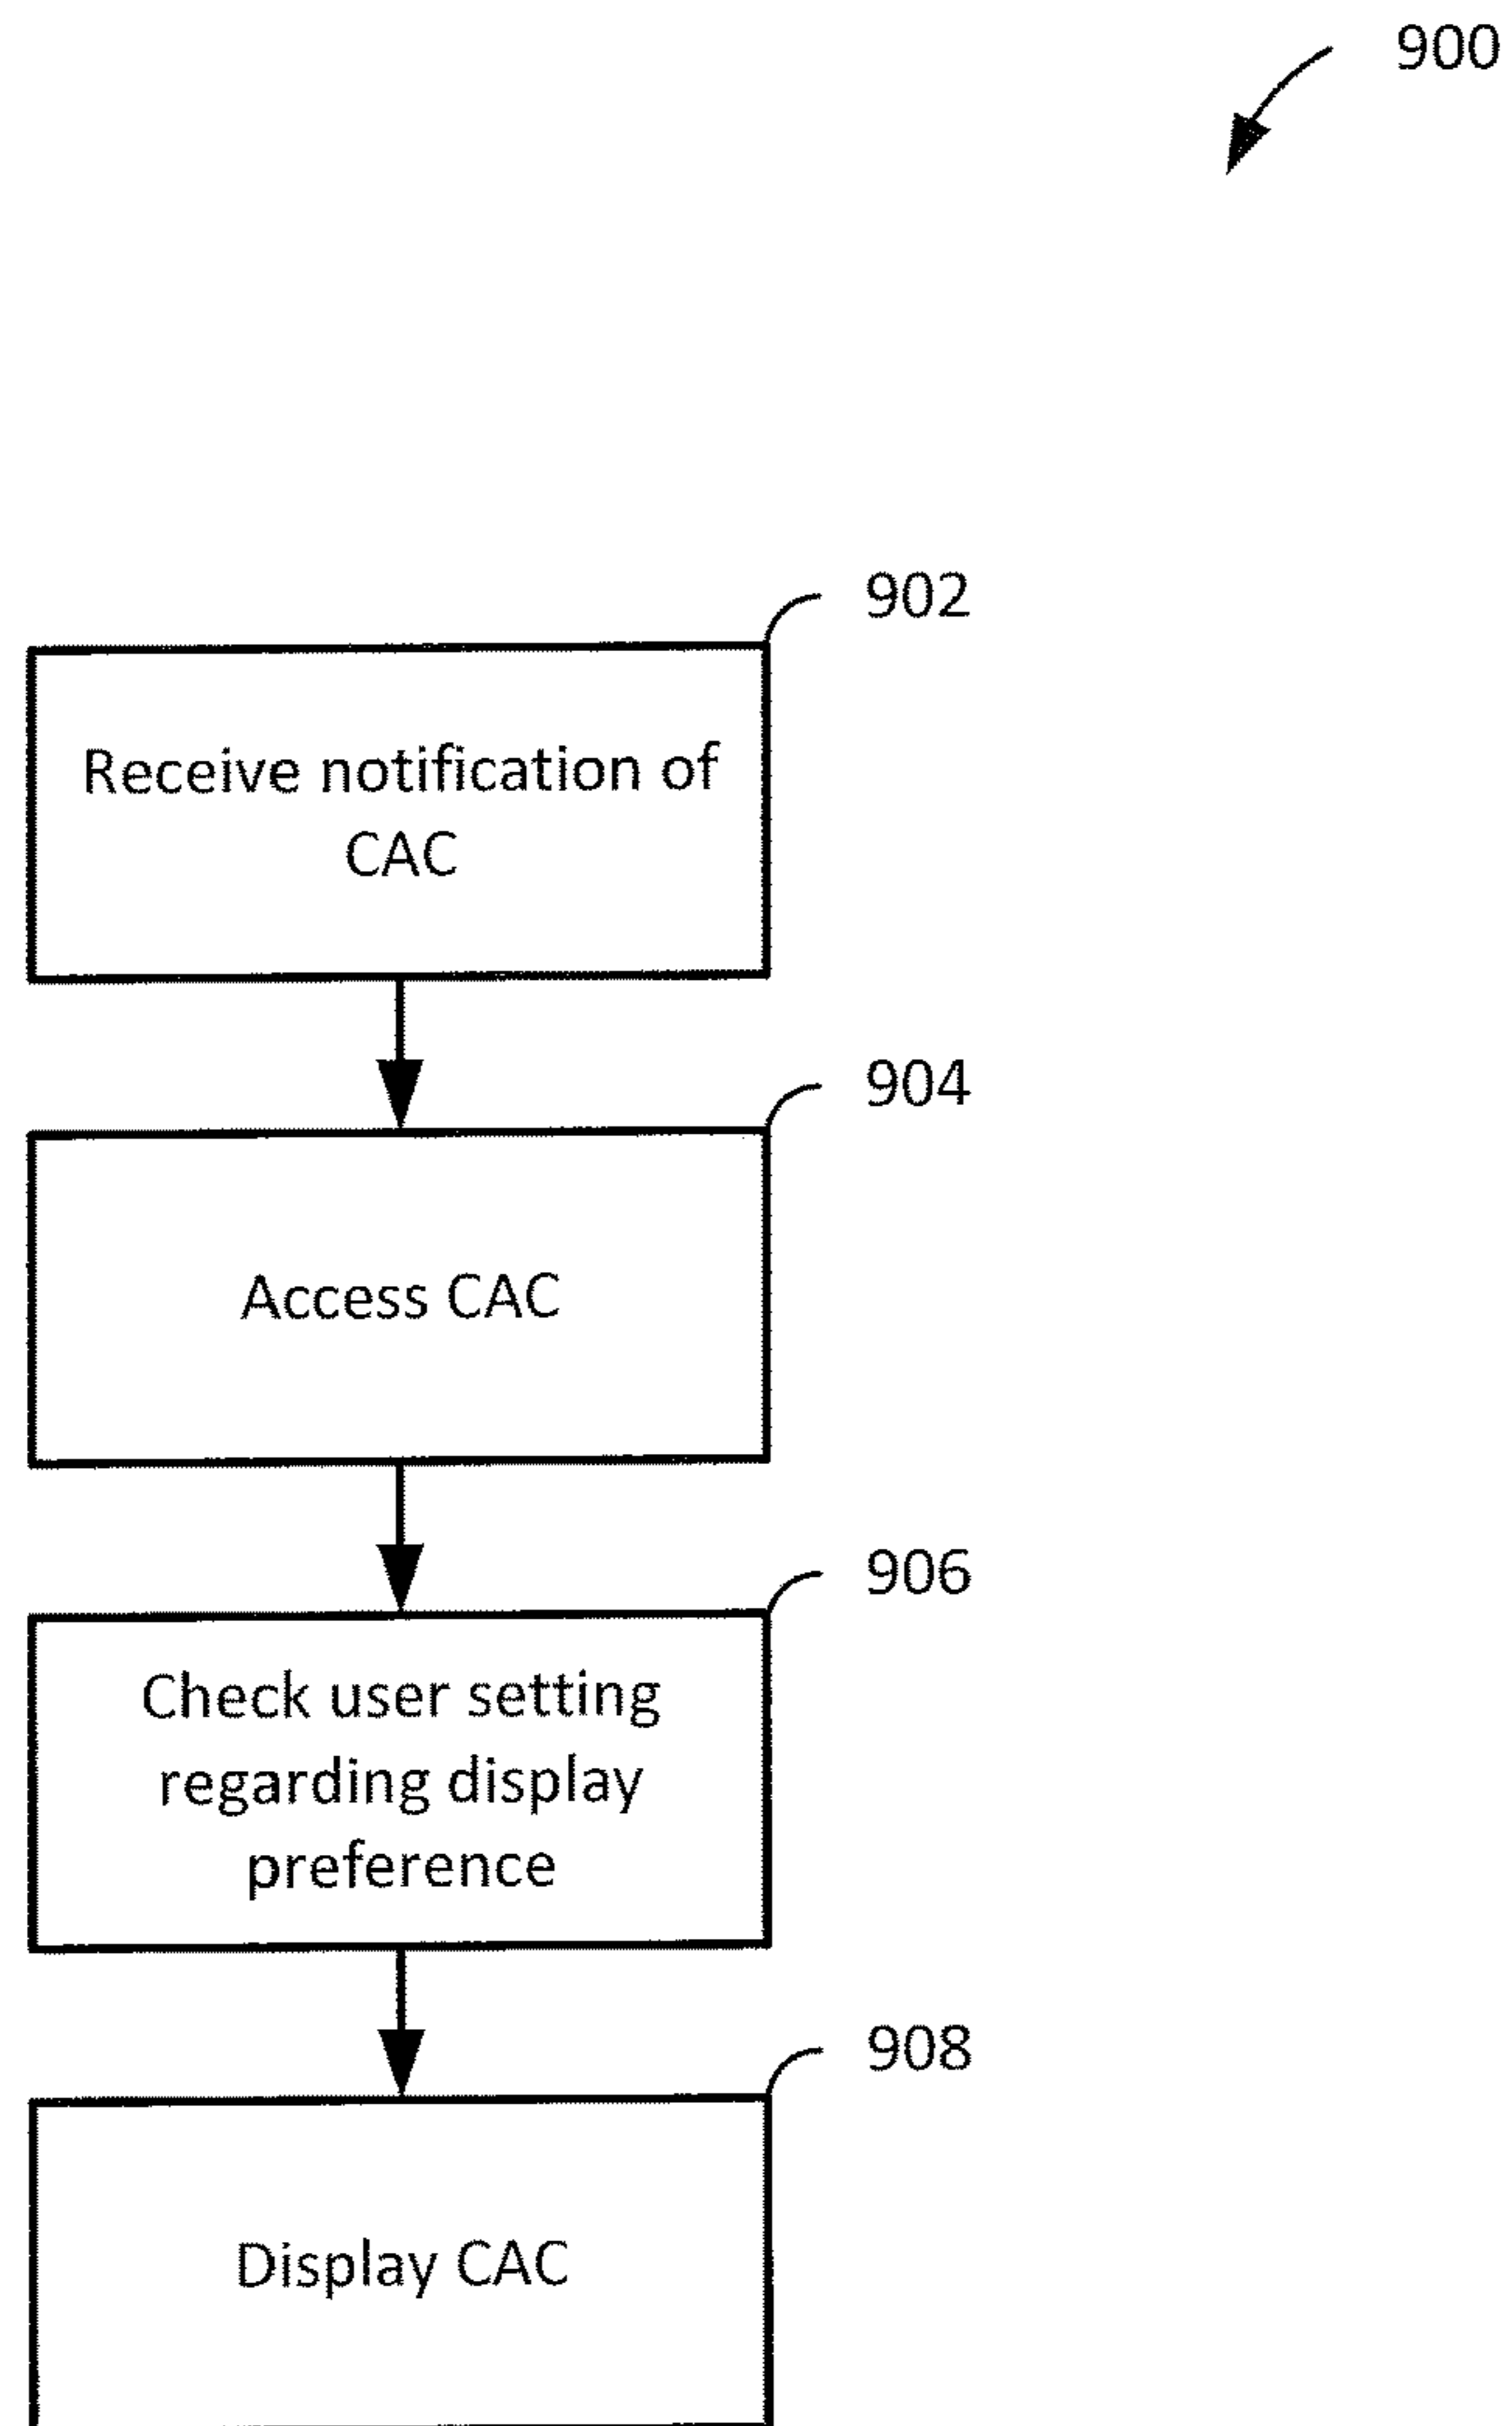 900
902
Receive notification of
CAC
904
Access CAC
906
Check user setting
regarding display
preference
908
Display CAC